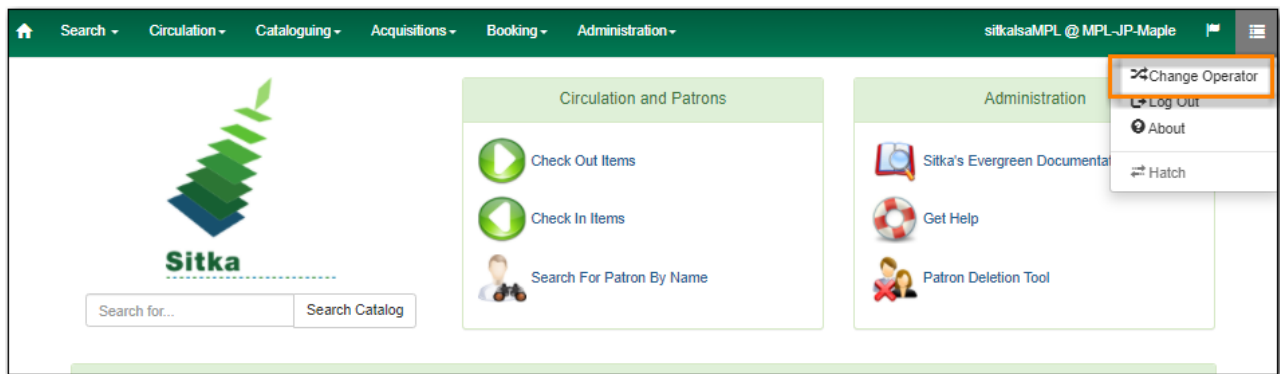 Search Circulation Cataloguing Acquisitions Booking Administration sitkalsaMPL @ MPL-JP-Maple
Change Operator
Log Out
About
Hatch
Sitka
Search for... Search Catalog
Circulation and Patrons
Check Out Items
Check In Items
Search For Patron By Name
Administration
Sitka's Evergreen Documentat
Get Help
Patron Deletion Tool